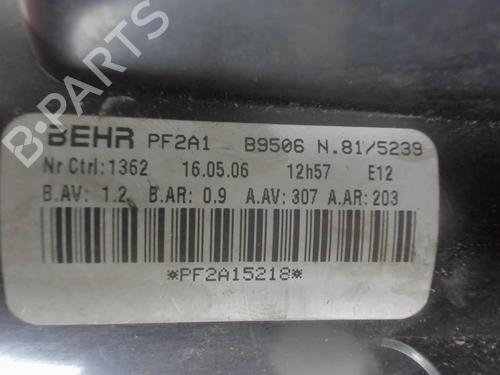 B-PARTS
BEHR PF2A1 B9506 N.81/5239
Nr Ctrl:1362 16.05.06 12h57 E12
B.AV: 1.2 B.AR: 0.9 A.AV: 307 A.AR: 203
*PF2A15218*